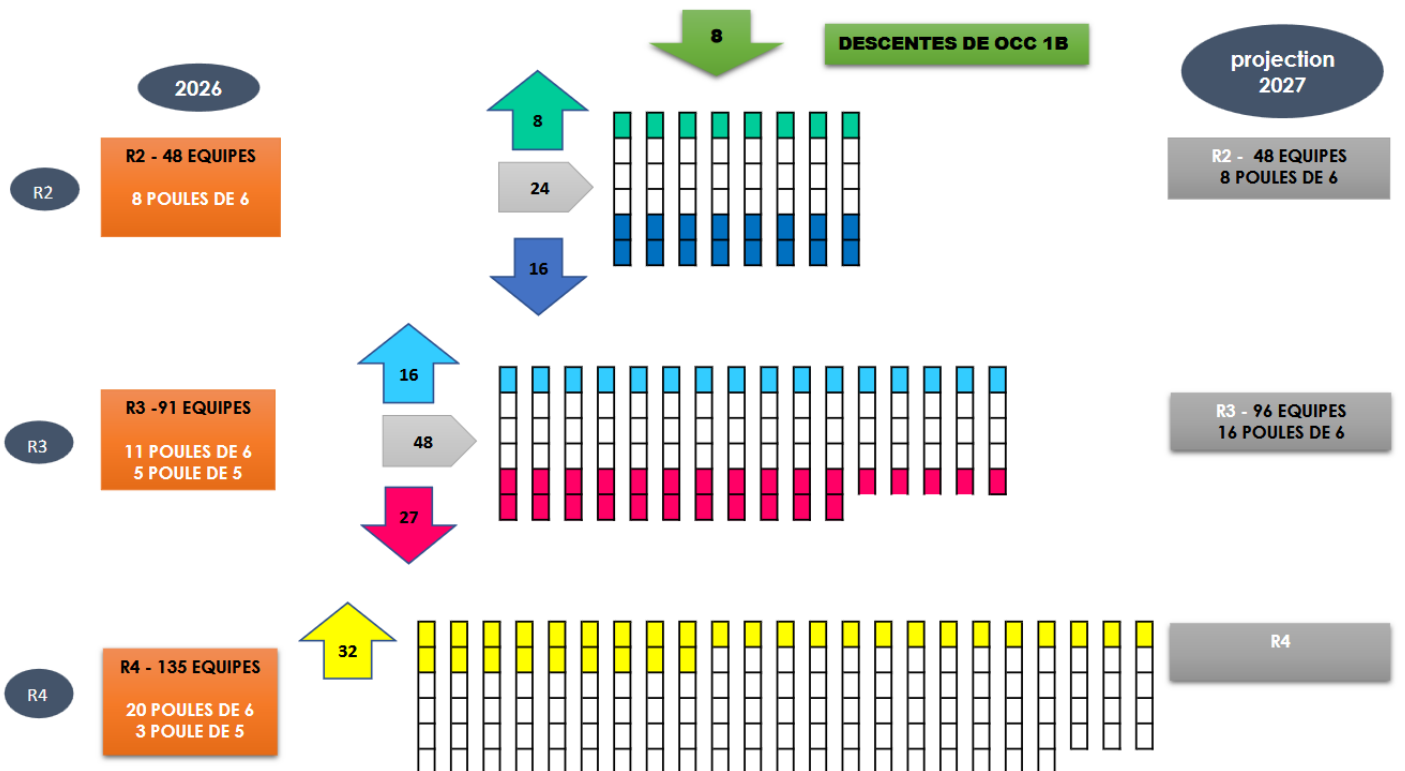 8
DESCENTES DE OCC 1B
projection
2027
2026
8
R2 - 48 EQUIPES
8 POULES DE 6
R2
24
R2 - 48 EQUIPES
8 POULES DE 6
16
16
R3 -91 EQUIPES
11 POULES DE 6
5 POULE DE 5
R3
48
R3 - 96 EQUIPES
16 POULES DE 6
27
32
R4 - 135 EQUIPES
20 POULES DE 6
3 POULE DE 5
R4
R4